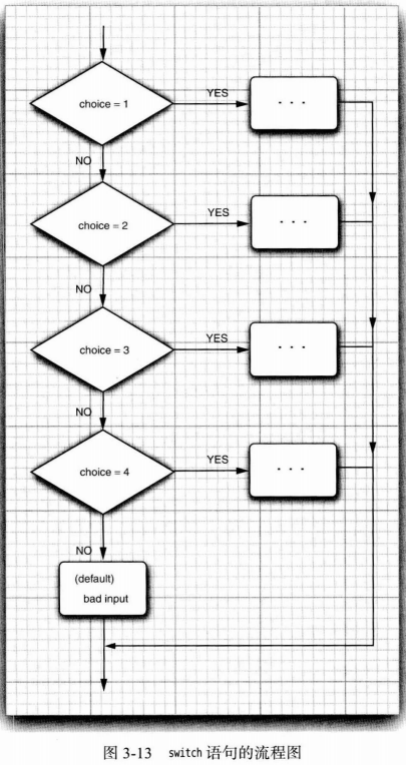 choice = 1
YES
. . .
NO
choice = 2
YES
. . .
NO
choice = 3
YES
. . .
NO
choice = 4
YES
. . .
NO
(default)
bad input
图 3-13 switch 语句的流程图